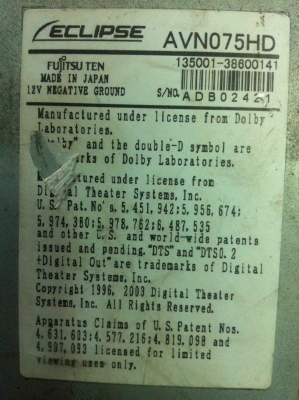 ECLIPSE AVN075HD
FUJITSU TEN 135001-38600141
MADE IN JAPAN
12V NEGATIVE GROUND S/NO. ADB02421
Manufactured under license from Dolby
Laboratories.
and the double-D symbol are
of Dolby Laboratories.
under license from
Theater Systems, Inc.
U.S. Pat. No's. 5,451,942;5,956,674;
5,974,380;5,978,762;6,487,535
and other U.S. and world-wide patents
issued and pending. "DTS" and "DTS 2
+Digital Out" are trademarks of Digital
Theater Systems, Inc.
Copyright 1996, 2003 Digital Theater
Systems, Inc. All Rights Reserved.
Apparatus Claims of U.S. Patent Nos.
4,631,603;4,577,216;4,819,098 and
4,907,093 licensed for limited
viewing uses only.